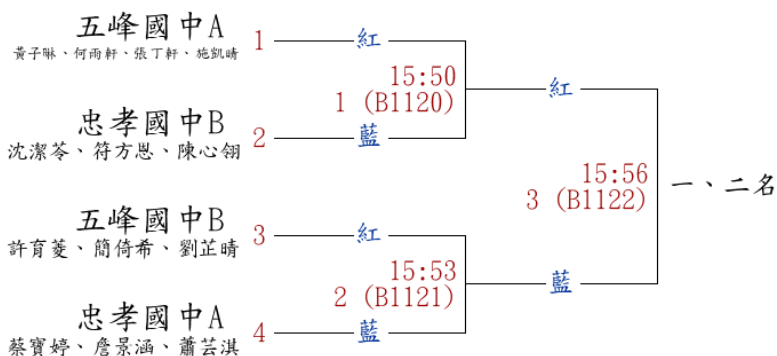 五峰國中A
黃子琳、何雨軒、張丁軒、施凱晴
1
紅
15:50
1 (B1120)
忠孝國中B
沈潔苓、符方恩、陳心翎
2
藍
紅
15:56
3 (B1122)
一、二名
五峰國中B
許育菱、簡倚希、劉芷晴
3
紅
15:53
2 (B1121)
藍
忠孝國中A
蔡寶婷、詹景涵、蕭芸淇
4
藍